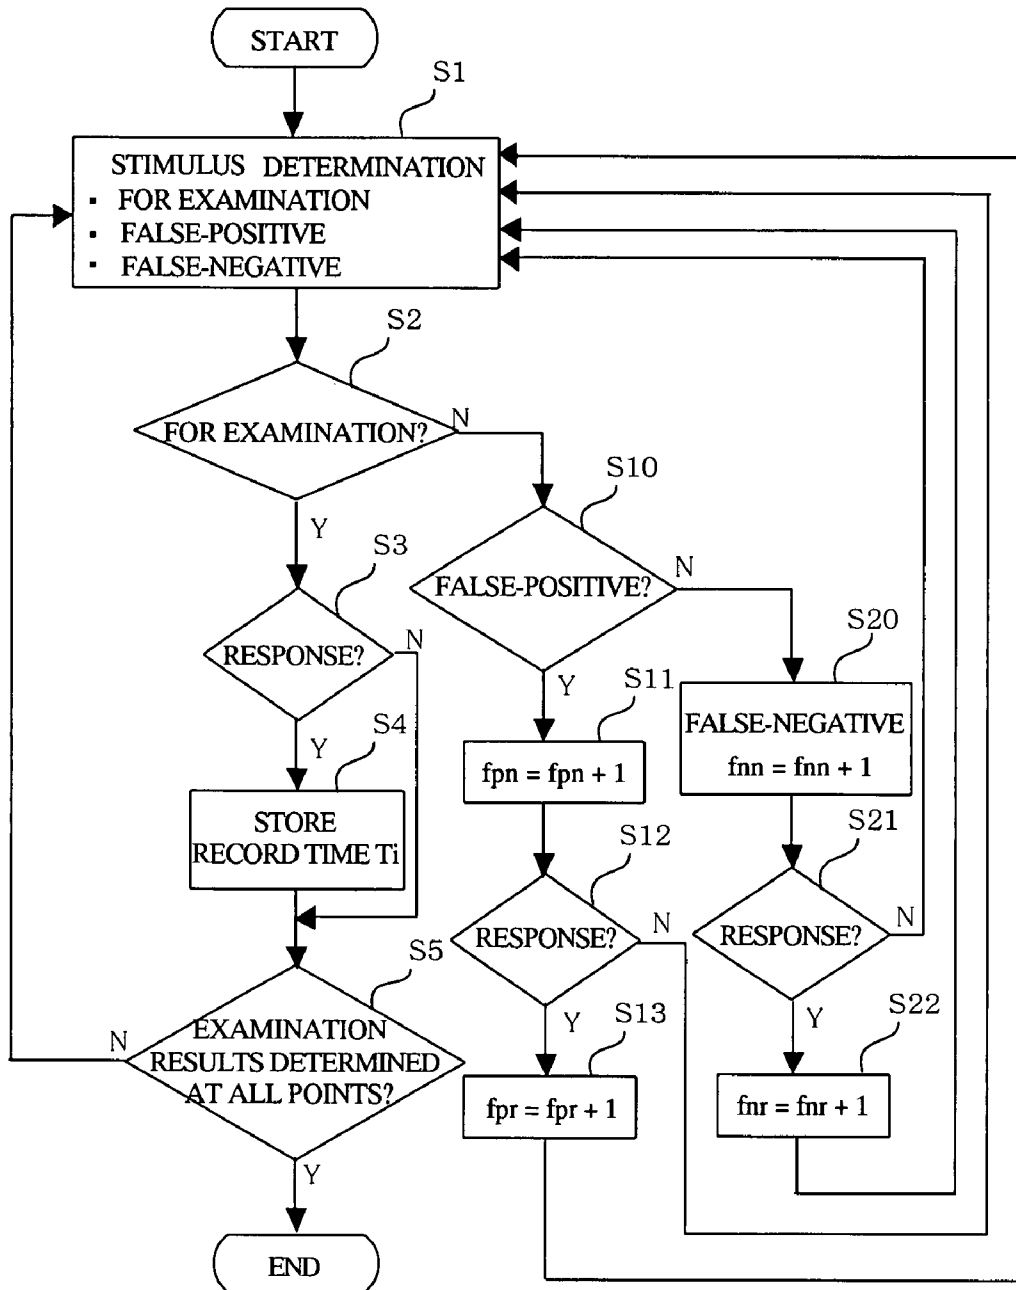 START
S1
STIMULUS DETERMINATION
▪ FOR EXAMINATION
▪ FALSE-POSITIVE
▪ FALSE-NEGATIVE
S2
FOR EXAMINATION?
N
Y
S10
FALSE-POSITIVE?
N
Y
S3
RESPONSE?
N
Y
S4
STORE
RECORD TIME Ti
S11
fpn = fpn + 1
S20
FALSE-NEGATIVE
fnn = fnn + 1
S12
RESPONSE?
N
Y
S21
RESPONSE?
N
Y
S5
EXAMINATION
RESULTS DETERMINED
AT ALL POINTS?
N
Y
S13
fpr = fpr + 1
S22
fnr = fnr + 1
END